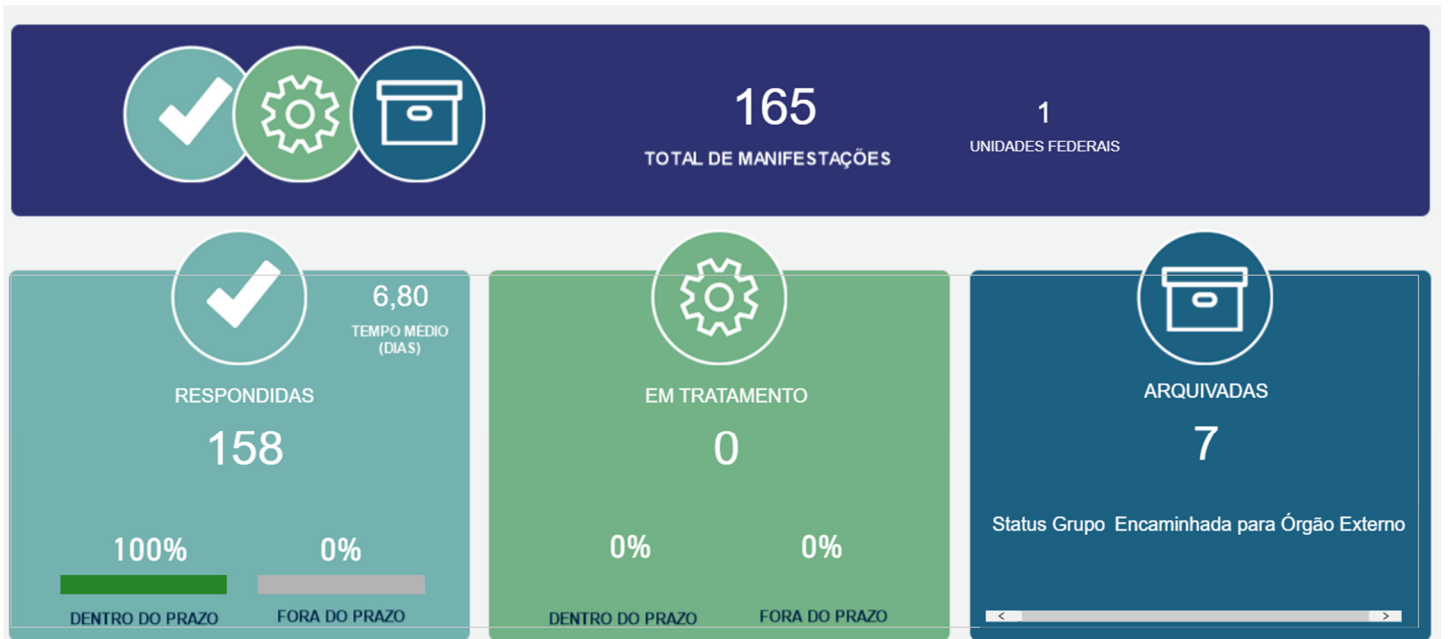 165
TOTAL DE MANIFESTAÇÕES
1
UNIDADES FEDERAIS
6,80
TEMPO MÉDIO
(DIAS)
RESPONDIDAS
158
100%
0%
DENTRO DO PRAZO
FORA DO PRAZO
EM TRATAMENTO
0
0%
0%
DENTRO DO PRAZO
FORA DO PRAZO
ARQUIVADAS
7
Status Grupo Encaminhada para Órgão Externo